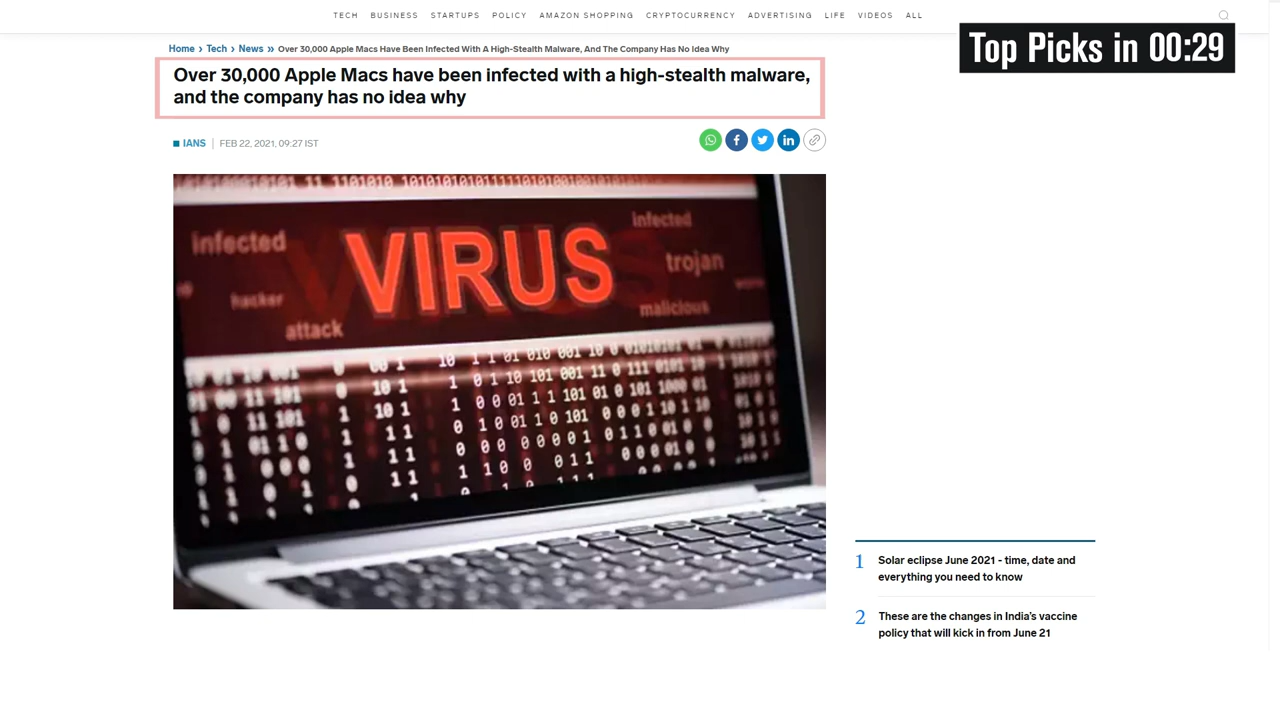 TECH BUSINESS STARTUPS POLICY AMAZON SHOPPING CRYPTOCURRENCY ADVERTISING LIFE VIDEOS ALL
Top Picks in 00:29
Home › Tech › News » Over 30,000 Apple Macs Have Been Infected With A High-Stealth Malware, And The Company Has No Idea Why
Over 30,000 Apple Macs have been infected with a high-stealth malware,
and the company has no idea why
IANS | FEB 22, 2021, 09:27 IST
infected
infected
VIRUS
trojan
hacker
malicious
attack
1 Solar eclipse June 2021 - time, date and
everything you need to know
2 These are the changes in India's vaccine
policy that will kick in from June 21